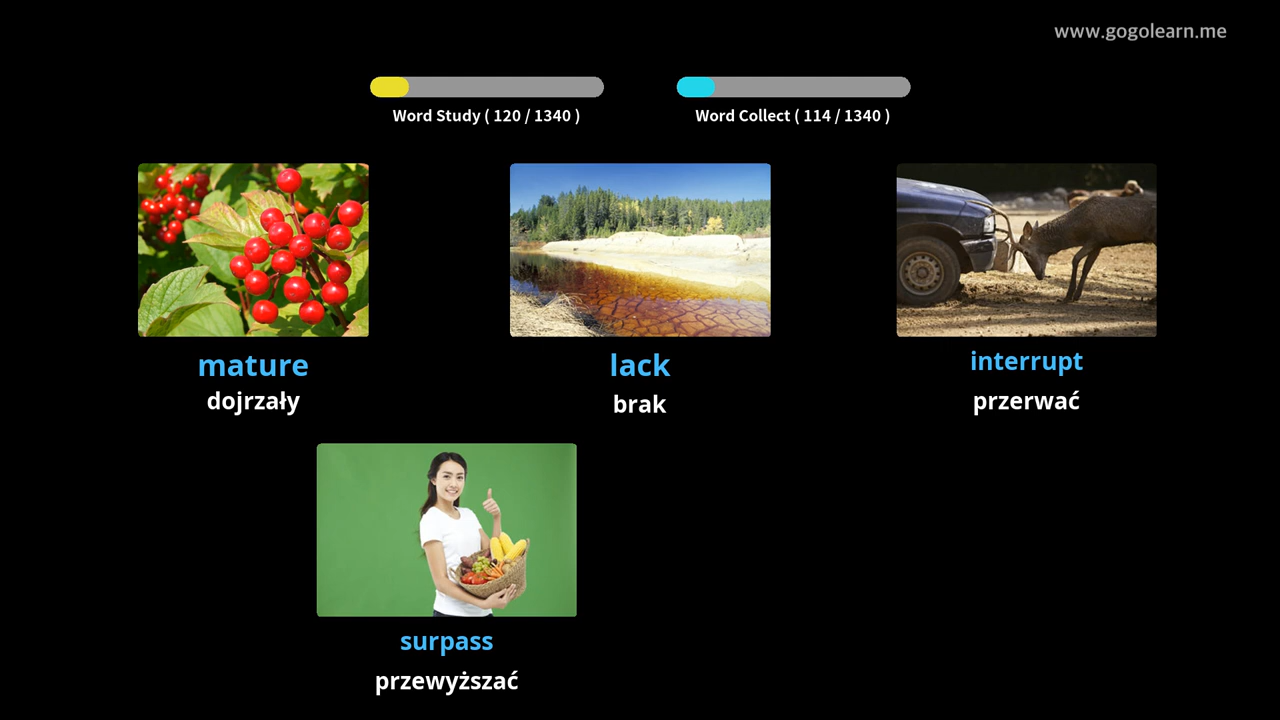 www.gogolearn.me
Word Study ( 120 / 1340 )
Word Collect ( 114 / 1340 )
mature
dojrzały
lack
brak
interrupt
przerwać
surpass
przewyższać